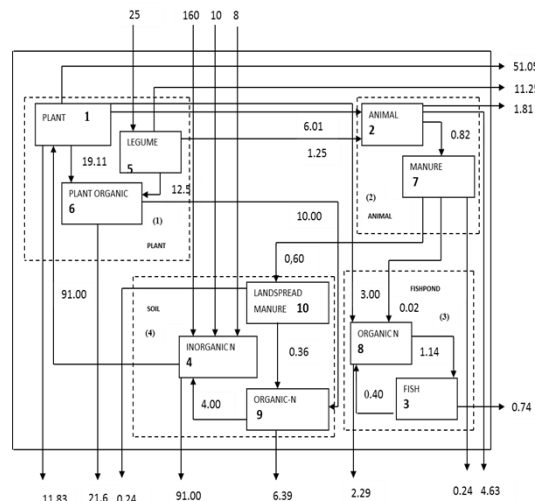 25 160 10 8
51.05
11.25
1.81
PLANT 1
ANIMAL
2
6.01
0.82
LEGUME
5
19.11
1.25
MANURE
7
12.5
PLANT ORGANIC
6
(1)
PLANT
(2)
ANIMAL
10.00
0,60
91.00
SOIL
(4)
LANDSPREAD
MANURE 10
3.00
0.02
FISHPOND
(3)
INORGANIC N
4
ORGANIC N
8
0.36
1.14
4.00
ORGANIC-N
9
0.40
FISH
3
0.74
11.83 21.6 0.24 91.00 6.39 2.29 0.24 4.63